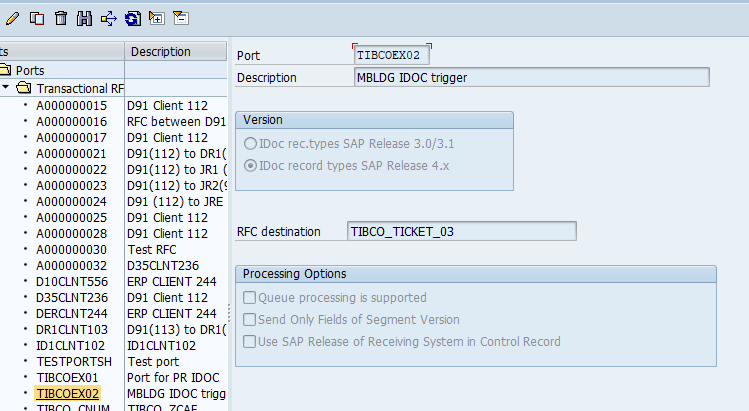 ts Description
Ports
Transactional RF
A000000015 D91 Client 112
A000000016 RFC between D91
A000000017 D91 Client 112
A000000021 D91(112) to DR1(
A000000022 D91(112) to JR1 (
A000000023 D91(112) to JR2(9
A000000024 D91 (112) to JRE
A000000025 D91 Client 112
A000000028 D91 Client 112
A000000030 Test RFC
A000000032 D35CLNT236
D10CLNT556 ERP CLIENT 244
D35CLNT236 D91 Client 112
DERCLNT244 ERP CLIENT 244
DR1CLNT103 D91(113) to DR1(
ID1CLNT102 ID1CLNT102
TESTPORTSH Test port
TIBCOEX01 Port for PR IDOC
TIBCOEX02 MBLDG IDOC trigg
TIBCO_CNUM TIBCO_ZCAF
Port TIBCOEX02
Description MBLDG IDOC trigger
Version
IDoc rec.types SAP Release 3.0/3.1
IDoc record types SAP Release 4.x
RFC destination TIBCO_TICKET_03
Processing Options
Queue processing is supported
Send Only Fields of Segment Version
Use SAP Release of Receiving System in Control Record